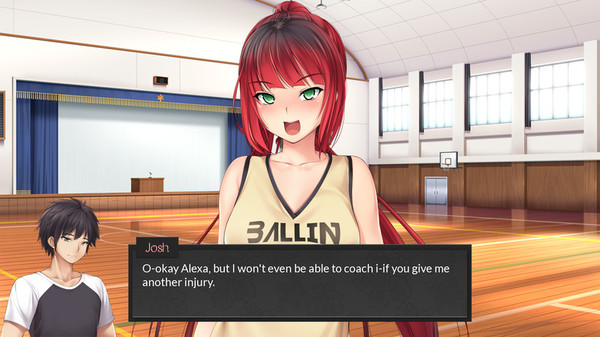 BALLIN
Josh
O-okay Alexa, but I won't even be able to coach i-if you give me
another injury.